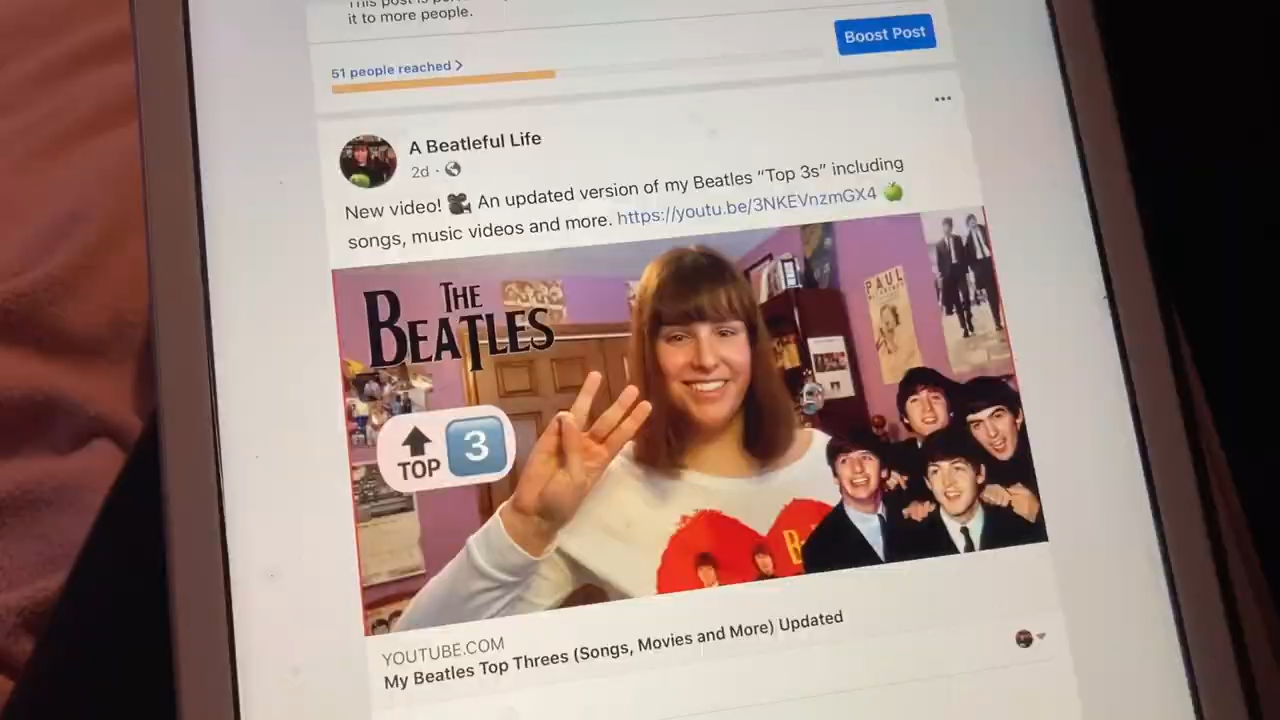 it to more people.
Boost Post
51 people reached >
A Beatleful Life
2d ·
New video! 🎥 An updated version of my Beatles “Top 3s” including
songs, music videos and more. https://youtu.be/3NKEVnzmGX4 🍏
THE
BEATLES
PAUL
TOP 3
YOUTUBE.COM
My Beatles Top Threes (Songs, Movies and More) Updated